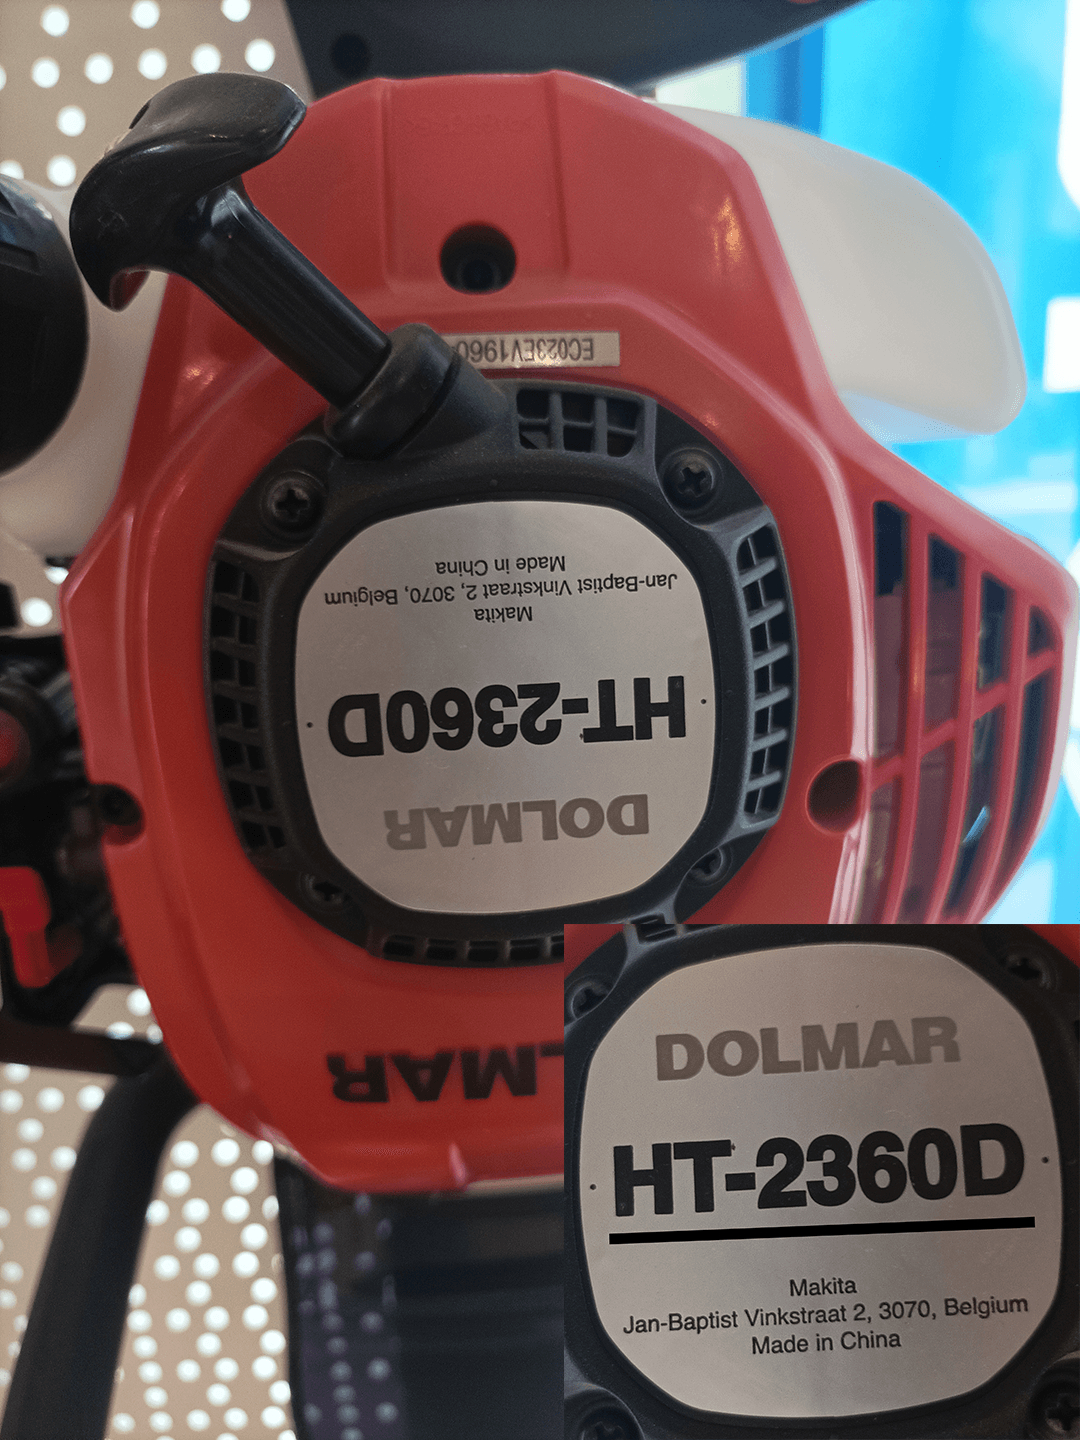 EC023EV1960
Made in China
Jan-Baptist Vinkstraat 2, 3070, Belgium
Makita
HT-2360D
DOLMAR
LMAR
DOLMAR
HT-2360D
Makita
Jan-Baptist Vinkstraat 2, 3070, Belgium
Made in China